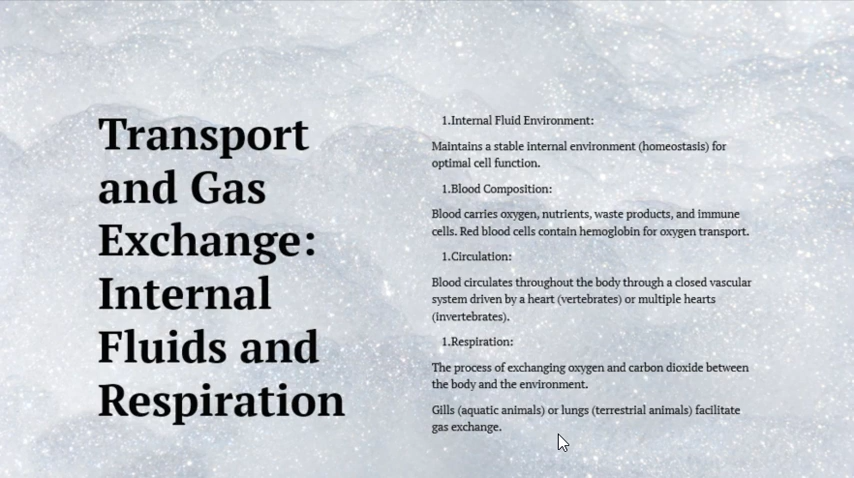 Transport
and Gas
Exchange:
Internal
Fluids and
Respiration
1.Internal Fluid Environment:
Maintains a stable internal environment (homeostasis) for
optimal cell function.
1.Blood Composition:
Blood carries oxygen, nutrients, waste products, and immune
cells. Red blood cells contain hemoglobin for oxygen transport.
1.Circulation:
Blood circulates throughout the body through a closed vascular
system driven by a heart (vertebrates) or multiple hearts
(invertebrates).
1.Respiration:
The process of exchanging oxygen and carbon dioxide between
the body and the environment.
Gills (aquatic animals) or lungs (terrestrial animals) facilitate
gas exchange.